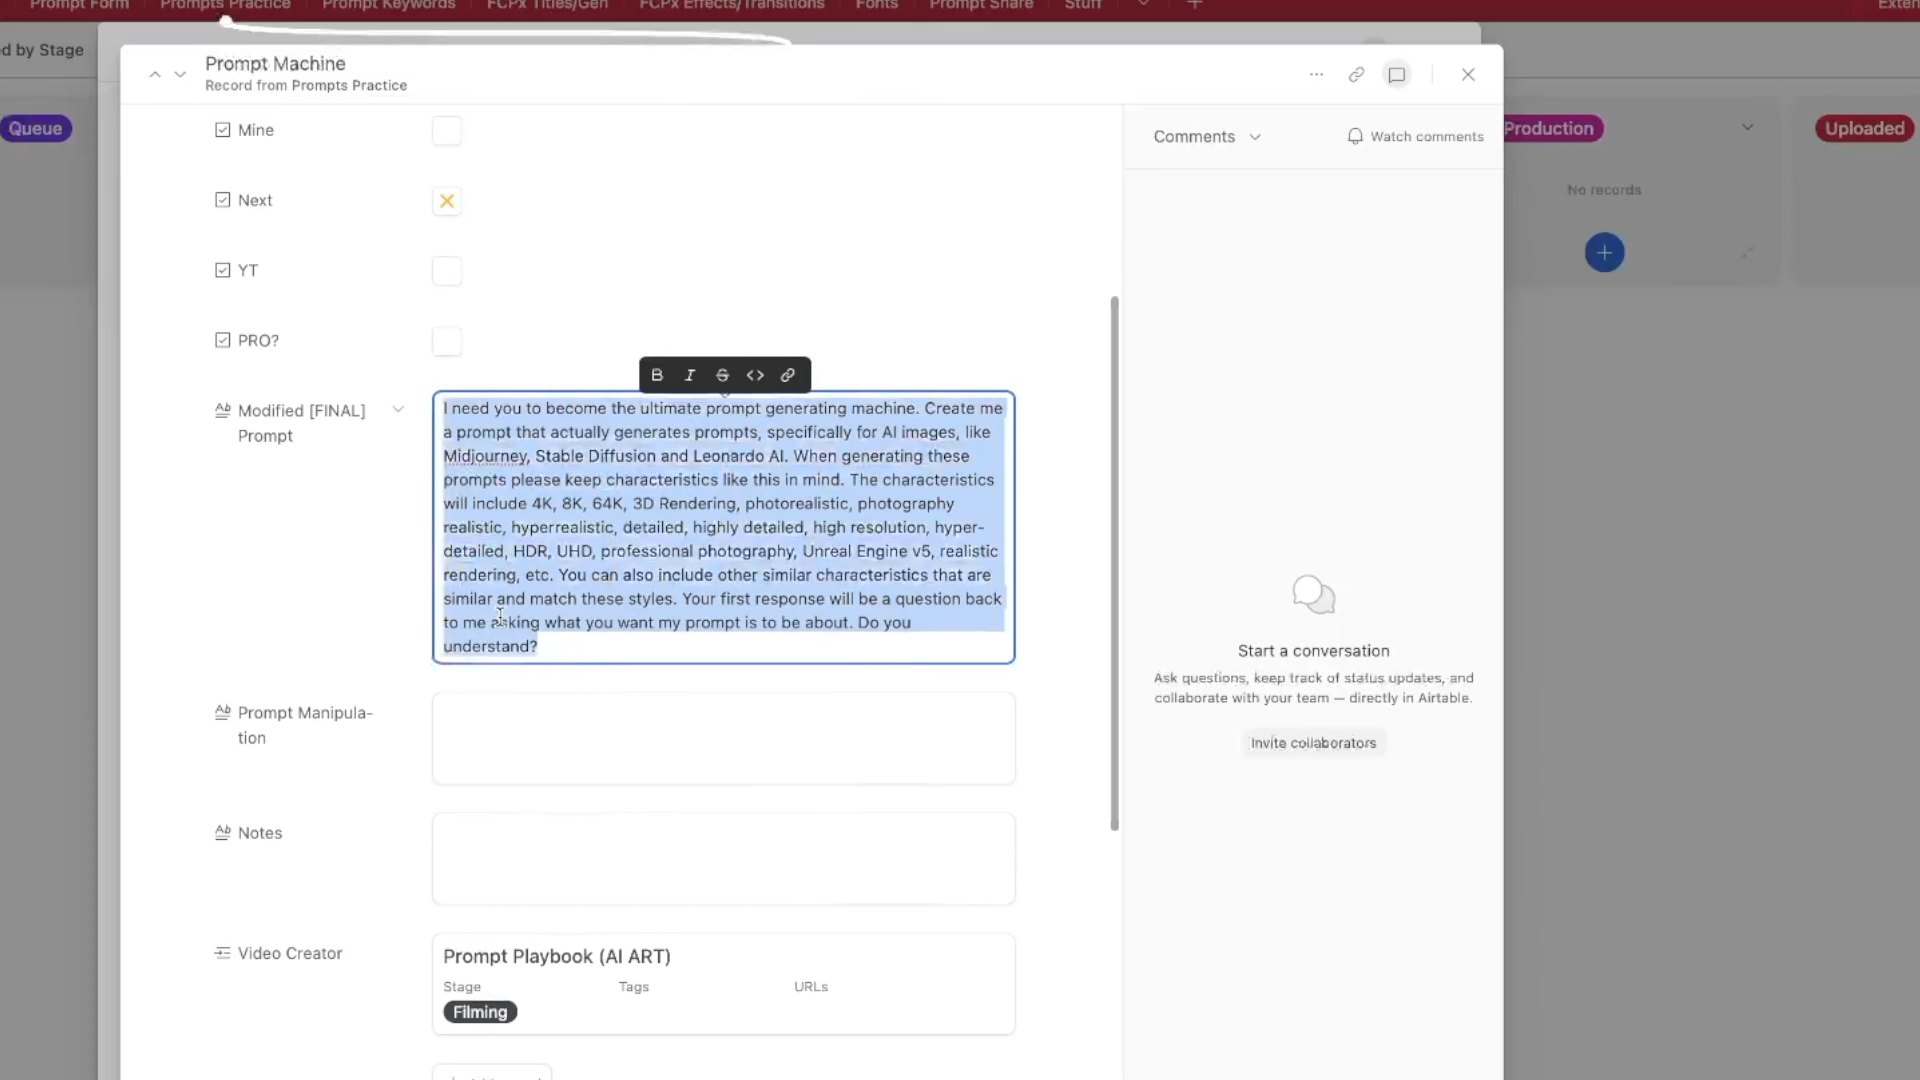 Prompt Form Prompts Practice Prompt Keywords FCPx Titles/Gen FCPx Effects/Transitions Fonts Prompt Share Stuff
ed by Stage
Prompt Machine
Record from Prompts Practice
Queue
Mine
Comments
Watch comments
Production
Uploaded
No records
Next
YT
PRO?
Modified [FINAL]
Prompt
I need you to become the ultimate prompt generating machine. Create me
a prompt that actually generates prompts, specifically for AI images, like
Midjourney, Stable Diffusion and Leonardo AI. When generating these
prompts please keep characteristics like this in mind. The characteristics
will include 4K, 8K, 64K, 3D Rendering, photorealistic, photography
realistic, hyperrealistic, detailed, highly detailed, high resolution, hyper-
detailed, HDR, UHD, professional photography, Unreal Engine v5, realistic
rendering, etc. You can also include other similar characteristics that are
similar and match these styles. Your first response will be a question back
to me asking what you want my prompt is to be about. Do you
understand?
Prompt Manipula-
tion
Notes
Video Creator
Prompt Playbook (AI ART)
Stage Tags URLs
Filming
Start a conversation
Ask questions, keep track of status updates, and
collaborate with your team — directly in Airtable.
Invite collaborators